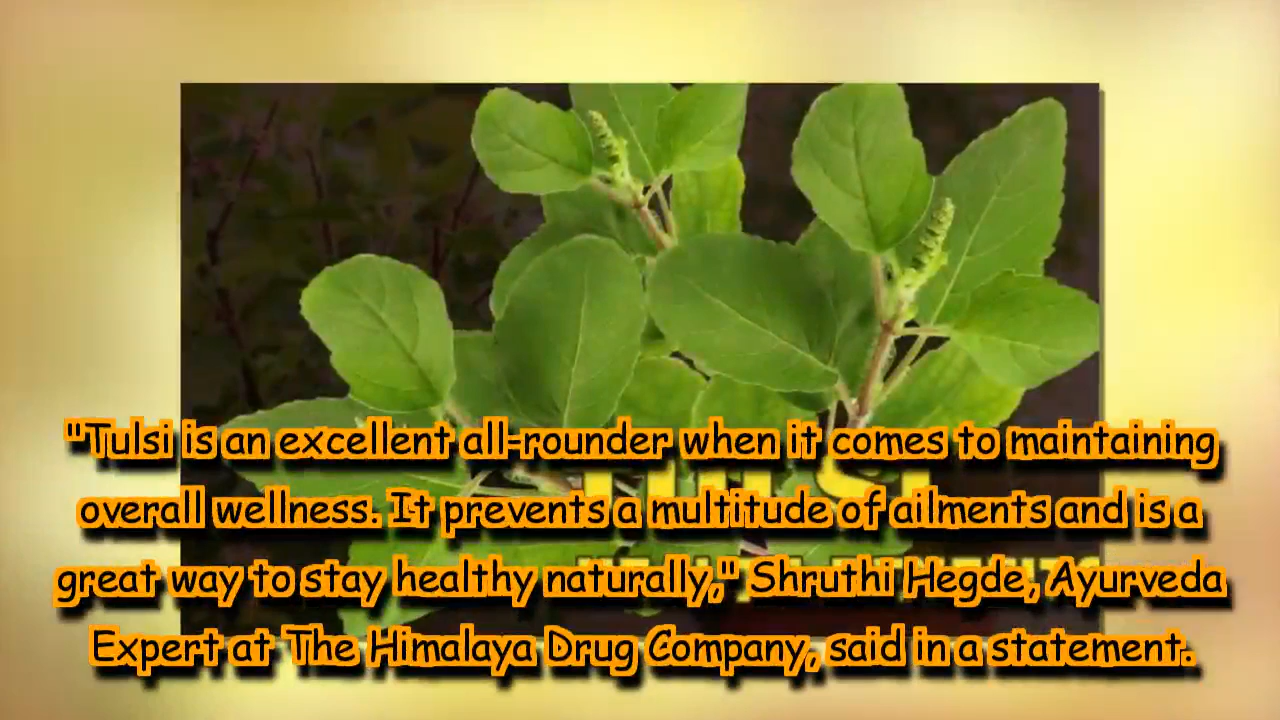 "Tulsi is an excellent all-rounder when it comes to maintaining
overall wellness. It prevents a multitude of ailments and is a
great way to stay healthy naturally," Shruthi Hegde, Ayurveda
Expert at The Himalaya Drug Company, said in a statement.